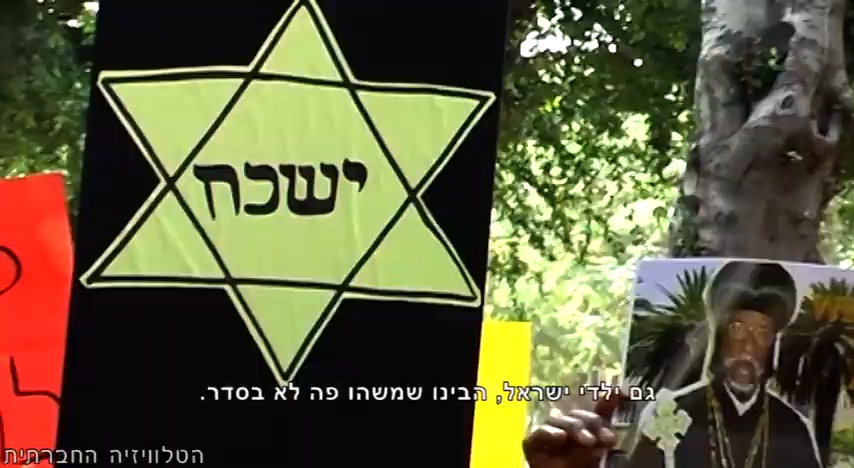 ישכח
גם ילדי ישראל, הבינו שמשהו פה לא בסדר.
הטלוויזיה החברתית